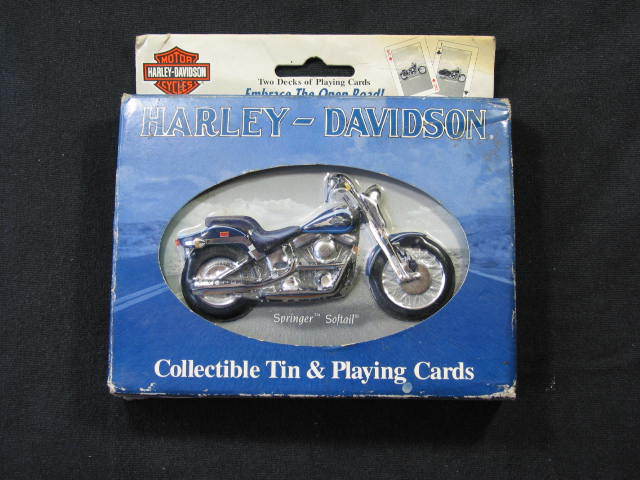 MOTOR
HARLEY-DAVIDSON
CYCLES
Two Decks of Playing Cards
Embrace The Open Road!
HARLEY-DAVIDSON
Springer™ Softail®
Collectible Tin & Playing Cards